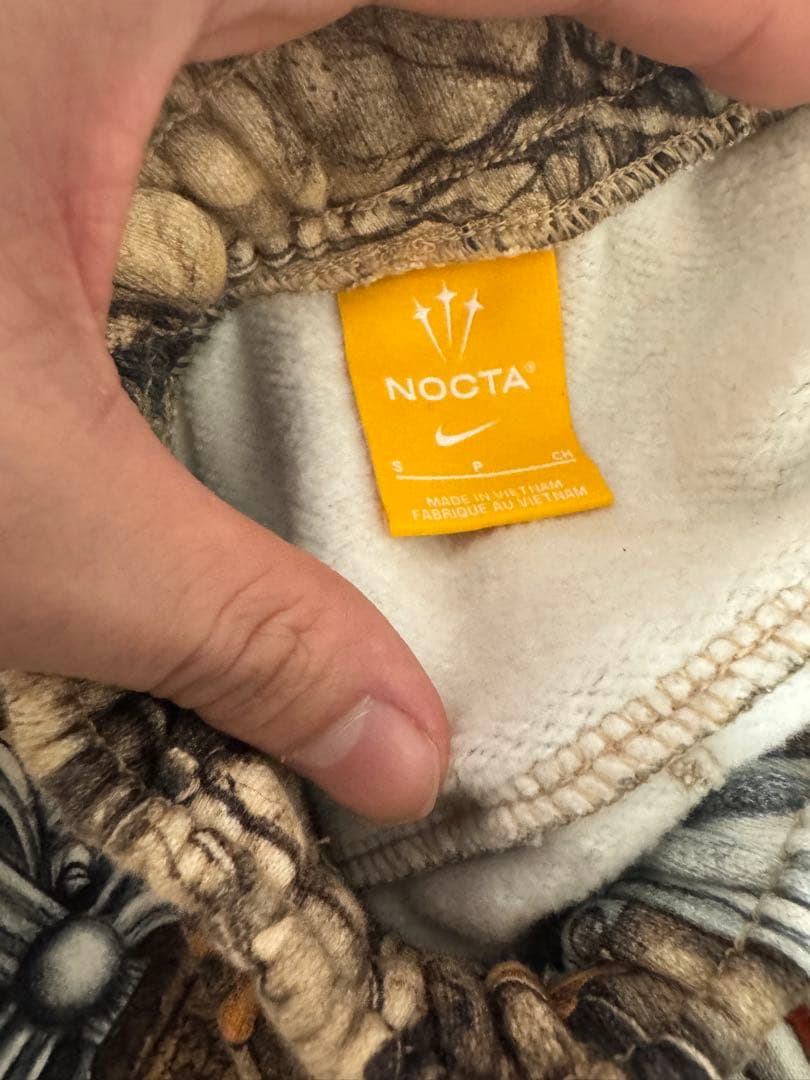 NOCTA®
S P CH
MADE IN VIETNAM
FABRIQUE AU VIETNAM